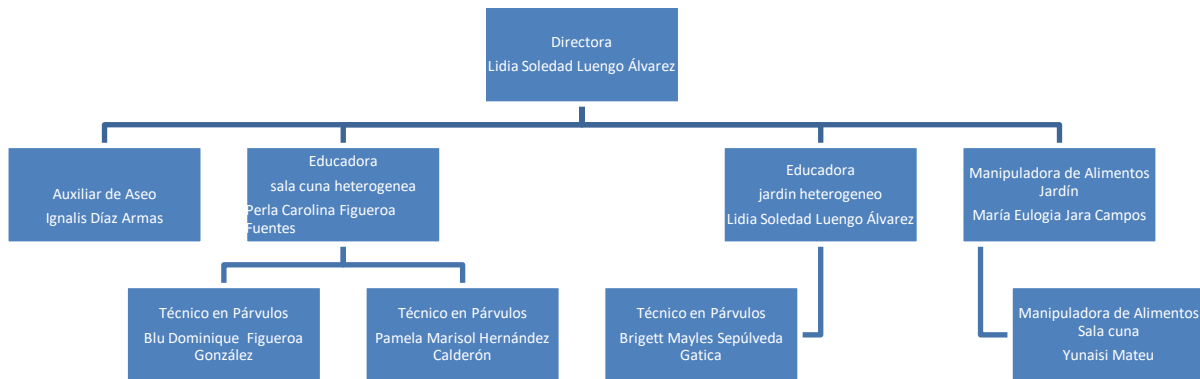 Directora
Lidia Soledad Luengo Álvarez
Auxiliar de Aseo
Ignalis Díaz Armas
Educadora
sala cuna heterogenea
Perla Carolina Figueroa
Fuentes
Educadora
jardin heterogeneo
Lidia Soledad Luengo Álvarez
Manipuladora de Alimentos
Jardín
María Eulogia Jara Campos
Técnico en Párvulos
Blu Dominique Figueroa
González
Técnico en Párvulos
Pamela Marisol Hernández
Calderón
Técnico en Párvulos
Brigett Mayles Sepúlveda
Gatica
Manipuladora de Alimentos
Sala cuna
Yunaisi Mateu